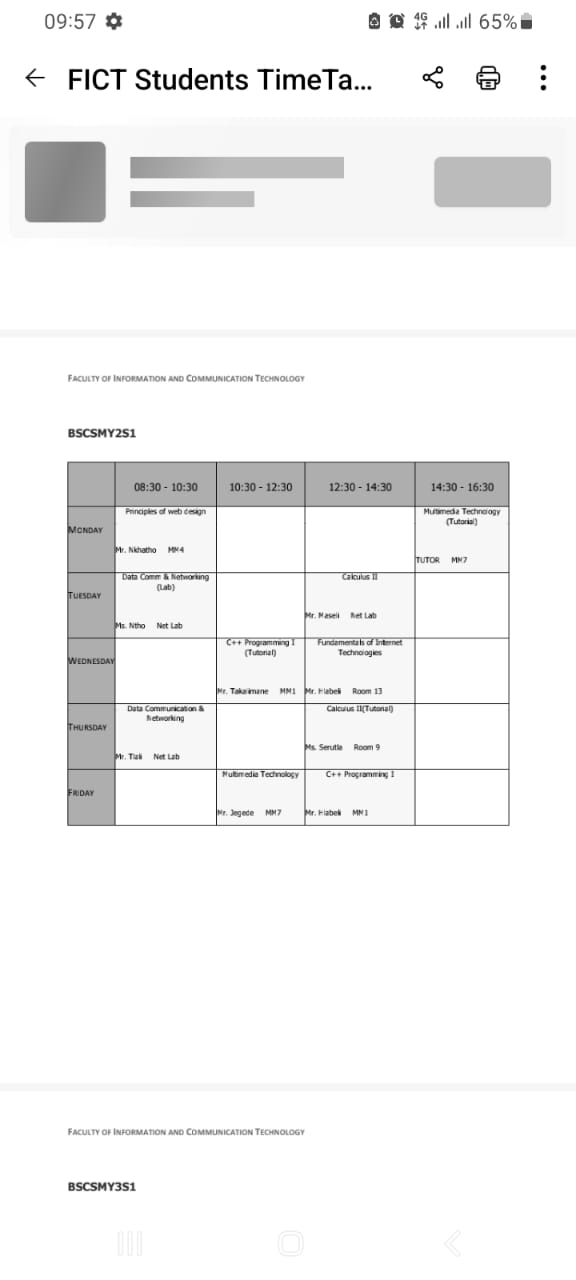 09:57
4G 65%
FICT Students TimeTa...
FACULTY OF INFORMATION AND COMMUNICATION TECHNOLOGY
BSCSMY2S1
08:30 - 10:30 10:30 - 12:30 12:30 - 14:30 14:30 - 16:30
MONDAY
Principles of web design
Mr. Nkhatho MM4
Multimedia Technology
(Tutorial)
TUTOR MM7
TUESDAY
Data Comm & Networking
(Lab)
Ms. Ntho Net Lab
Calculus II
Mr. Maseli Net Lab
WEDNESDAY
C++ Programming I
(Tutorial)
Mr. Takalimane MM1
Fundamentals of Internet
Technologies
Mr. Hlabeli Room 13
THURSDAY
Data Communication &
Networking
Mr. Tlali Net Lab
Calculus II(Tutorial)
Ms. Serutla Room 9
FRIDAY
Multimedia Technology
Mr. Jegede MM7
C++ Programming I
Mr. Hlabeli MM1
FACULTY OF INFORMATION AND COMMUNICATION TECHNOLOGY
BSCSMY3S1